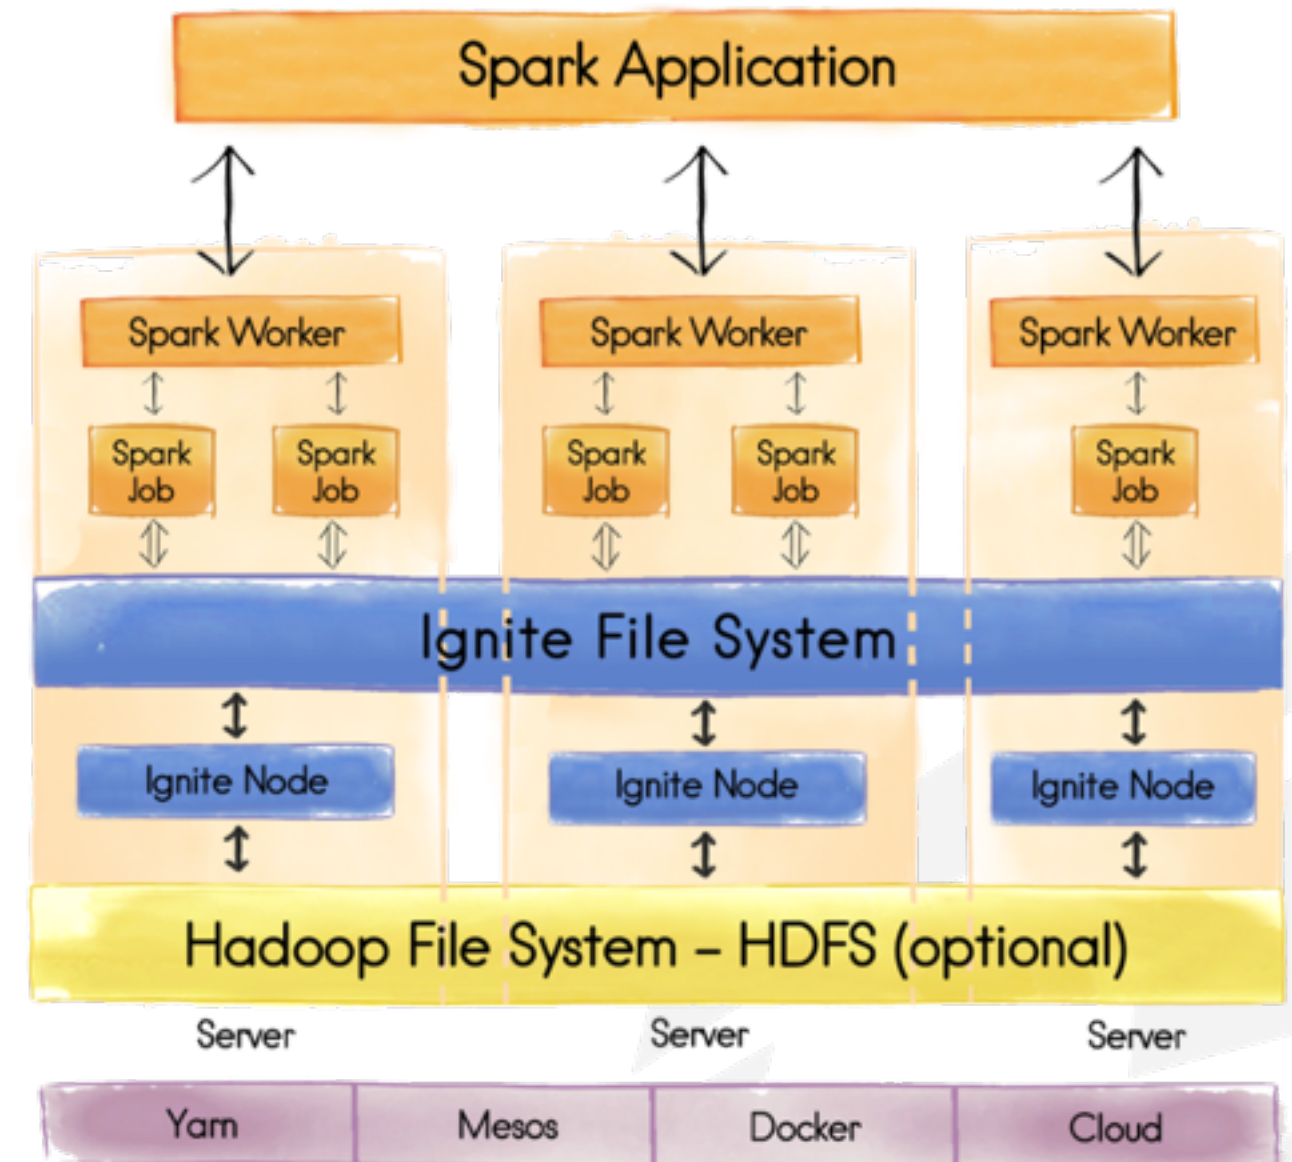 Spark Application
Spark Worker
Spark Worker
Spark Worker
Spark
Job
Spark
Job
Spark
Job
Spark
Job
Spark
Job
Ignite File System
Ignite Node
Ignite Node
Ignite Node
Hadoop File System – HDFS (optional)
Server
Server
Server
Yarn
Mesos
Docker
Cloud